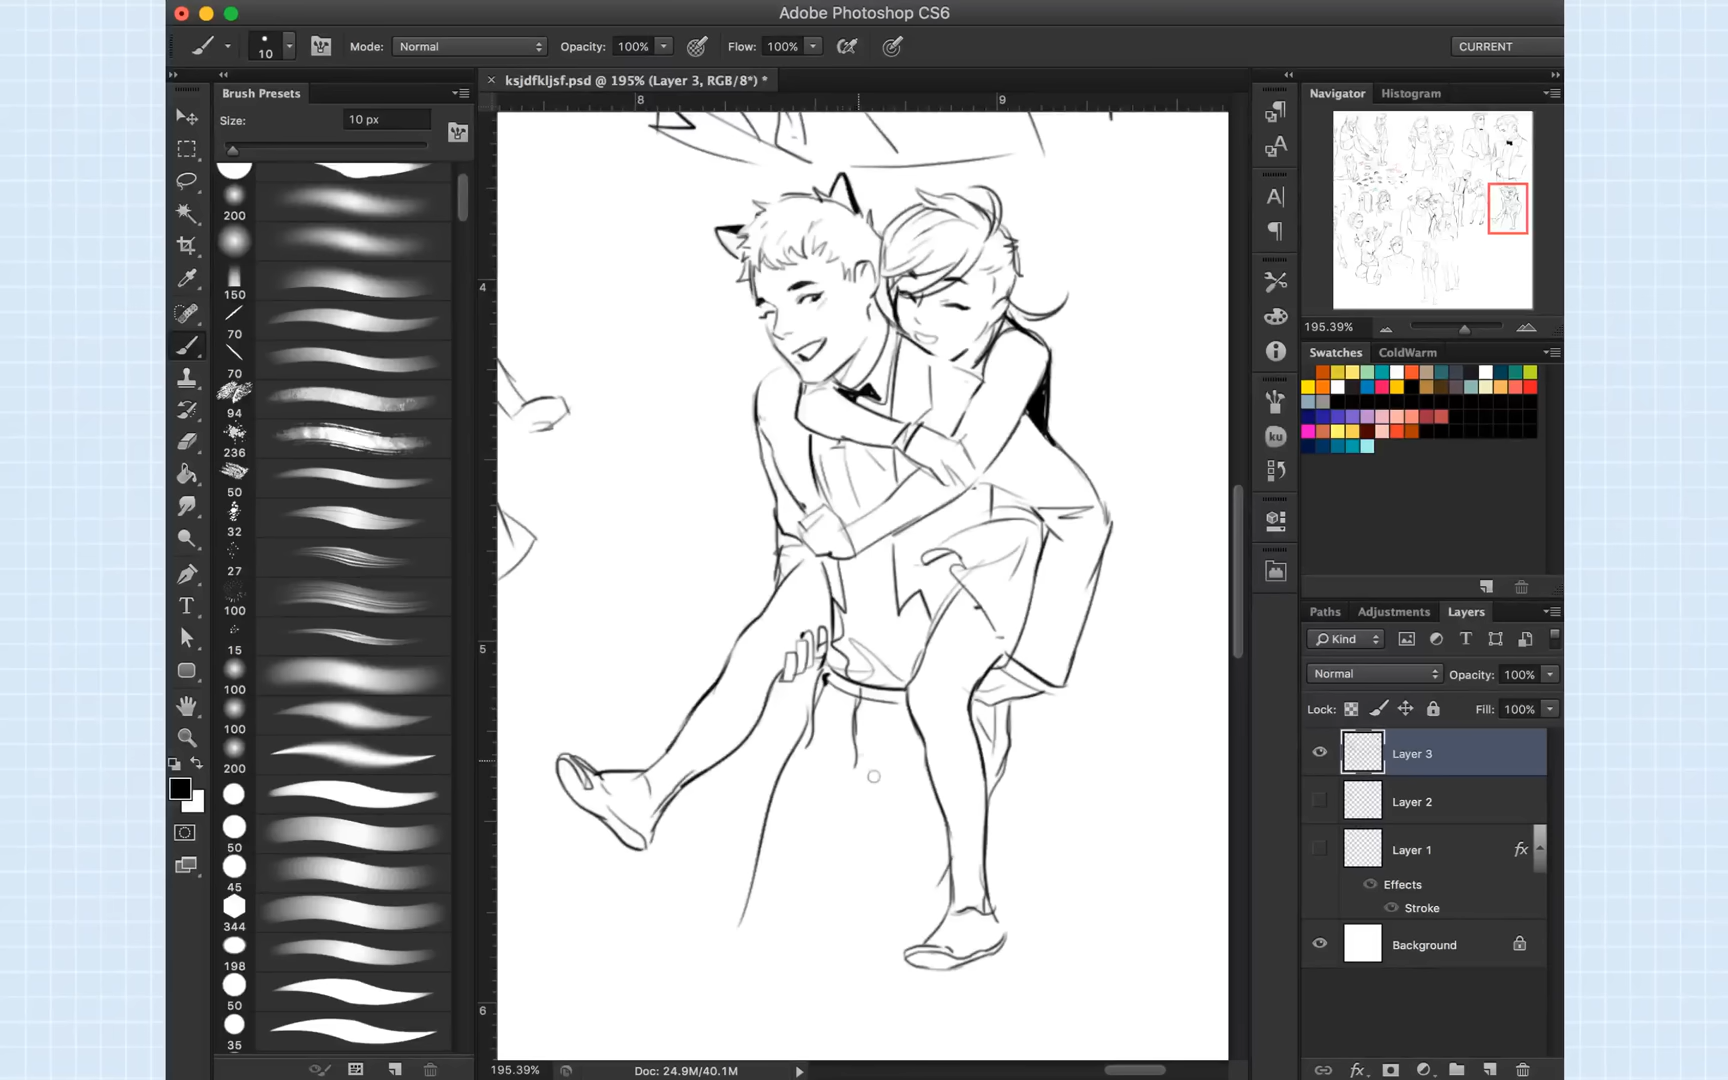 Adobe Photoshop CS6
10
Mode: Normal Opacity: 100% Flow: 100% CURRENT
ksjdfkljsf.psd @ 195% (Layer 3, RGB/8*) *
Brush Presets
Size: 10 px
200
150
70
70
94
236
50
32
27
100
15
100
100
200
50
45
344
198
50
35
8 9
4
5
6
Navigator Histogram
195.39%
Swatches ColdWarm
ku
Paths Adjustments Layers
Kind
Normal Opacity: 100%
Lock: Fill: 100%
Layer 3
Layer 2
Layer 1 fx
Effects
Stroke
Background
fx
195.39% Doc: 24.9M/40.1M